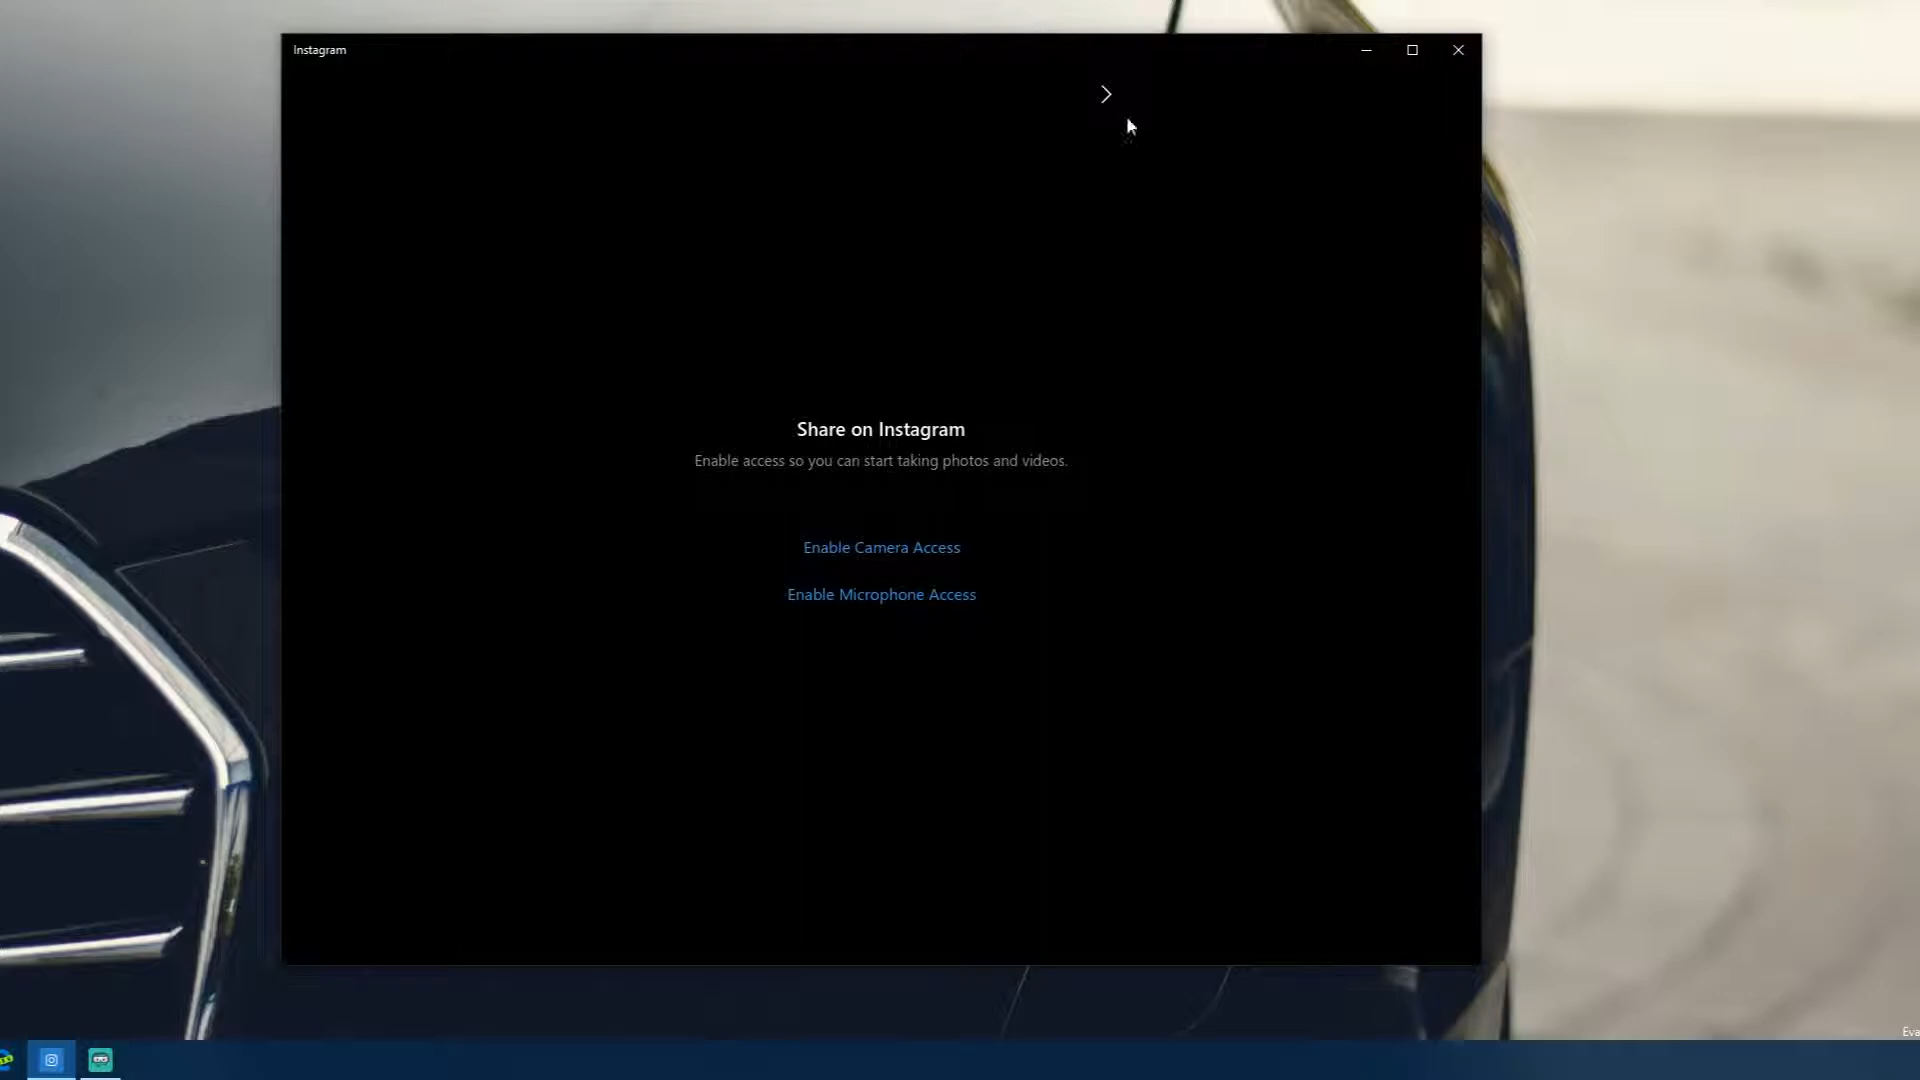 Instagram
Share on Instagram
Enable access so you can start taking photos and videos.
Enable Camera Access
Enable Microphone Access
Eva